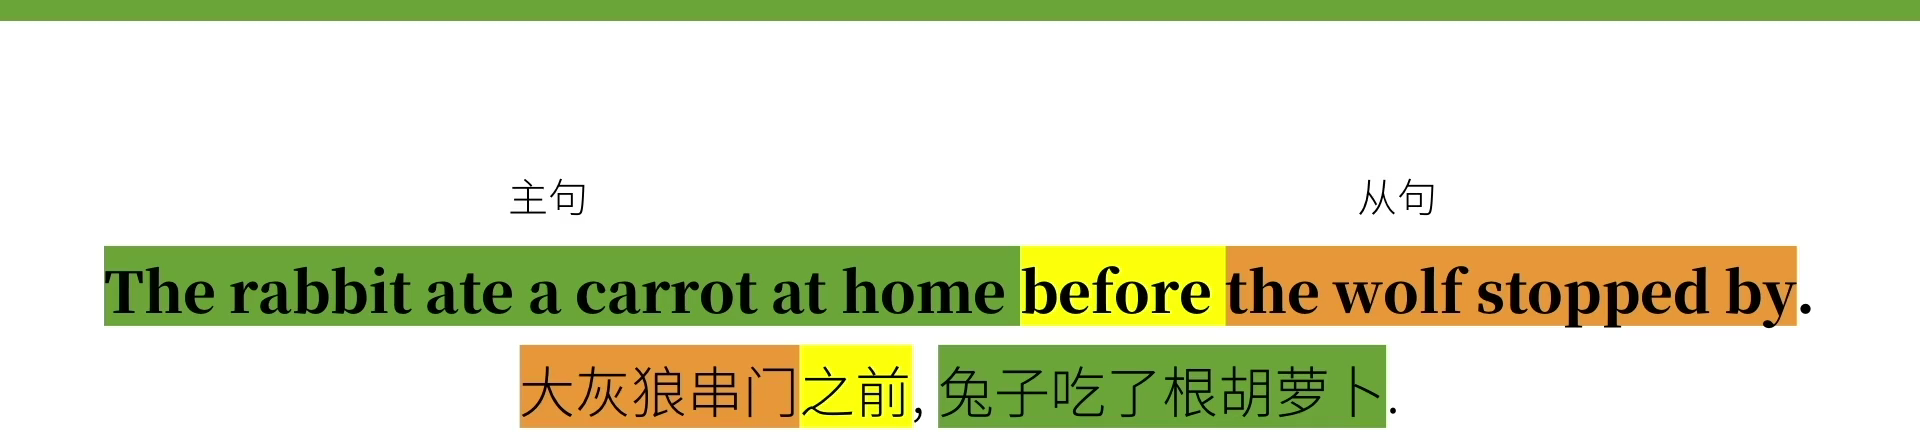 主句 从句
The rabbit ate a carrot at home before the wolf stopped by.
大灰狼串门之前, 兔子吃了根胡萝卜.